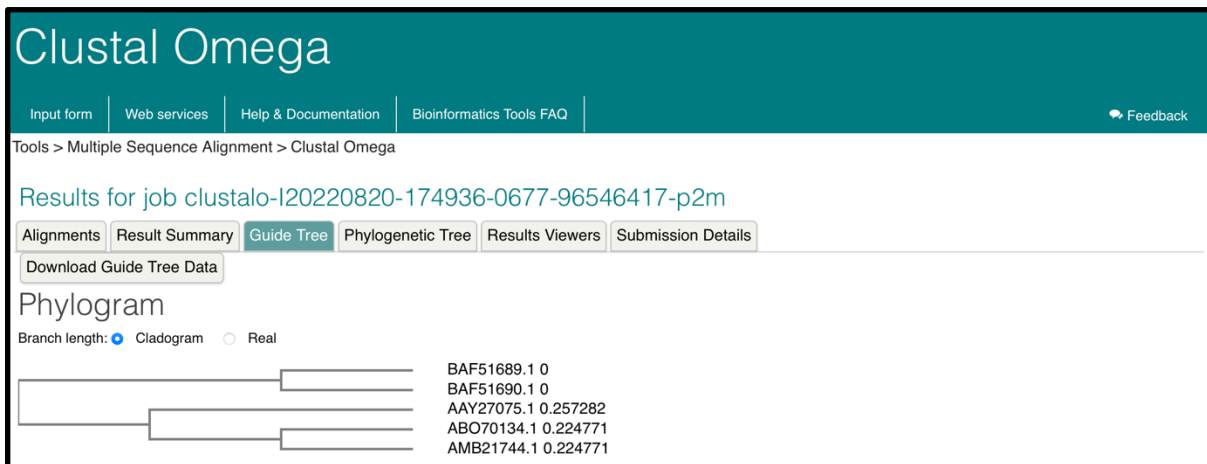 Clustal Omega
Input form Web services Help & Documentation Bioinformatics Tools FAQ Feedback
Tools > Multiple Sequence Alignment > Clustal Omega
Results for job clustalo-I20220820-174936-0677-96546417-p2m
Alignments Result Summary Guide Tree Phylogenetic Tree Results Viewers Submission Details
Download Guide Tree Data
Phylogram
Branch length: Cladogram Real
BAF51689.1 0
BAF51690.1 0
AAY27075.1 0.257282
ABO70134.1 0.224771
AMB21744.1 0.224771